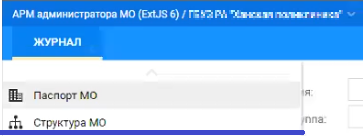 АРМ администратора МО (ExtJS 6) / ГБУЗ РА "Ханская поликлиника"
ЖУРНАЛ
Паспорт МО
ия:
Структура МО
уппа: